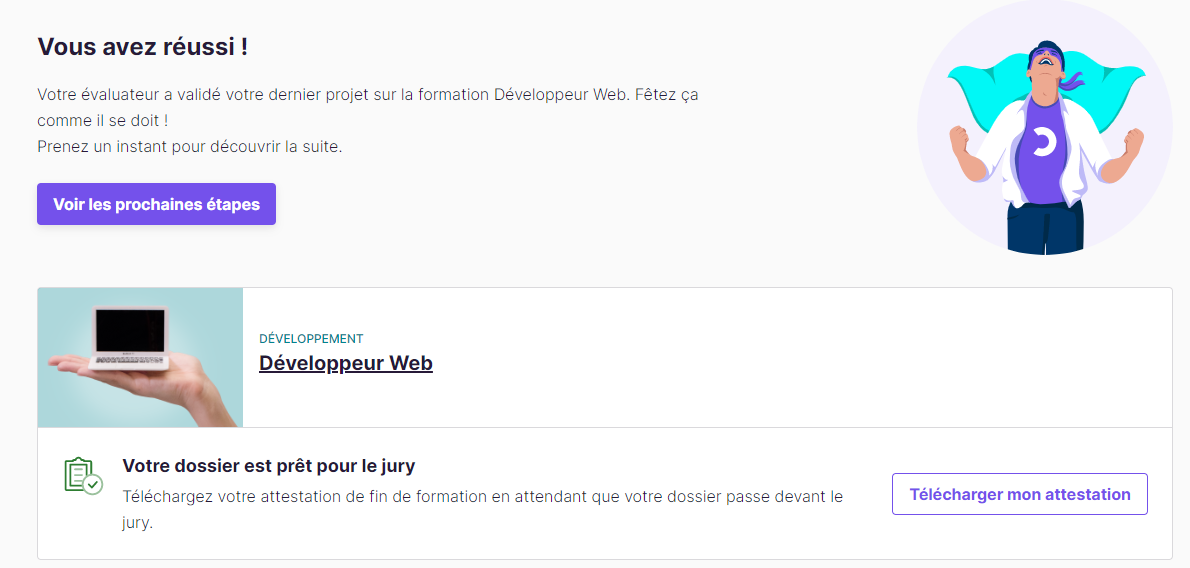 Vous avez réussi !
Votre évaluateur a validé votre dernier projet sur la formation Développeur Web. Fêtez ça
comme il se doit !
Prenez un instant pour découvrir la suite.
Voir les prochaines étapes
DÉVELOPPEMENT
Développeur Web
Votre dossier est prêt pour le jury
Téléchargez votre attestation de fin de formation en attendant que votre dossier passe devant le
jury.
Télécharger mon attestation